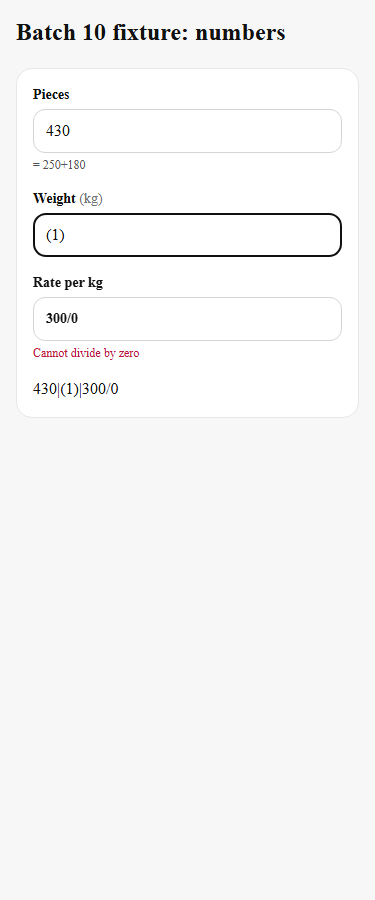 Batch 10 fixture: numbers
Pieces
430
= 250+180
Weight (kg)
(1)
Rate per kg
300/0
Cannot divide by zero
430|(1)|300/0